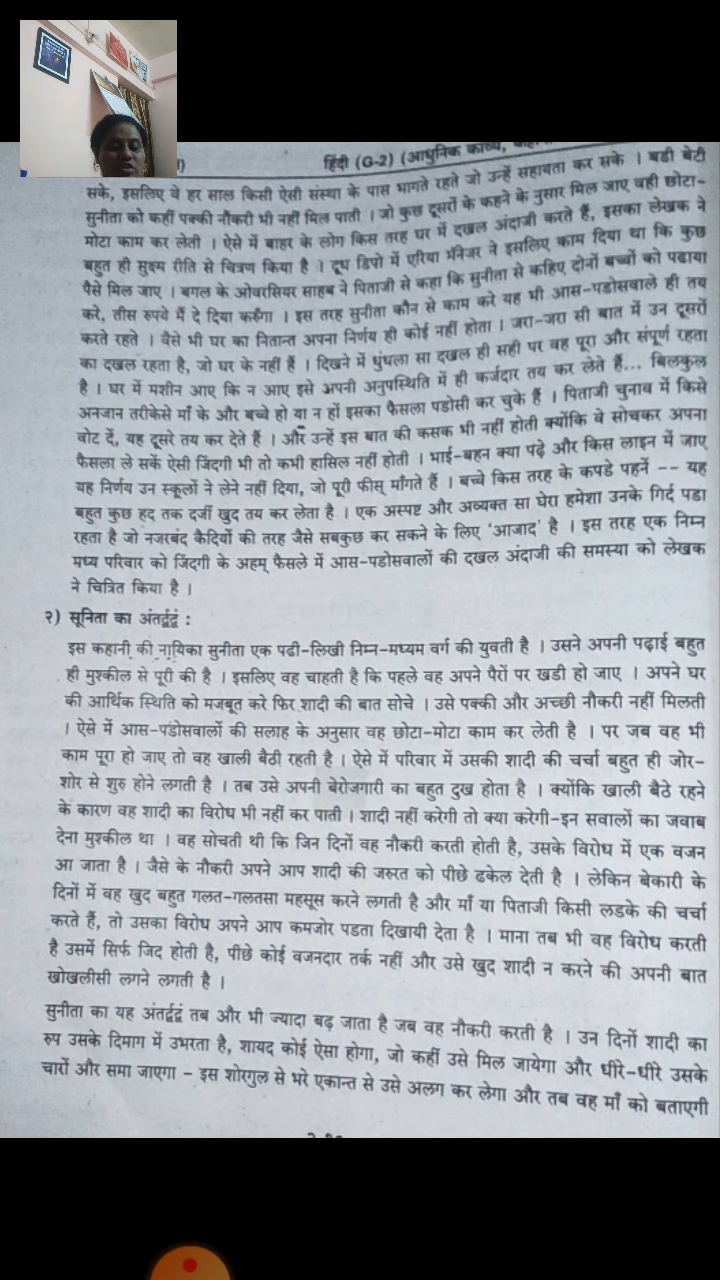 हिंदी (G-2) (आधुनिक काव्य,
सके, इसलिए ये हर साल किसी ऐसी संस्था के पास भागते रहते जो उन्हें सहाबता कर सके । बडी बेटी
सुनीता को कहीं पक्की नौकरी भी नहीं मिल पाती । जो कुछ दूसरों के कहने के नुसार मिल जाए वही छोटा-
मोटा काम कर लेती । ऐसे में बाहर के लोग किस तरह घर में दखल अंदाजी करते हैं, इसका लेखक ने
बहुत ही सुक्ष्म रीति से चित्रण किया है । दूध डिपो में एरिया मॅनेजर ने इसलिए काम दिया था कि कुछ
पैसे मिल जाए । बगल के ओवरसियर साहब ने पिताजी से कहा कि सुनीता से कहिए दोनों बच्चों को पढाया
करे, तीस रुपये मैं दे दिया करुँगा । इस तरह सुनीता कौन से काम करे यह भी आस-पडोसवाले ही तय
करते रहते । वैसे भी घर का नितान्त अपना निर्णय ही कोई नहीं होता । जरा-जरा सी बात में उन दूसरों
का दखल रहता है, जो घर के नहीं हैं । दिखने में धुंधला सा दखल ही सही पर वह पूरा और संपूर्ण रहता
है । घर में मशीन आए कि न आए इसे अपनी अनुपस्थिति में ही कर्जदार तय कर लेते हैं... बिलकुल
अनजान तरीकेसे माँ के और बच्चे हो या न हों इसका फैसला पडोसी कर चुके हैं । पिताजी चुनाव में किसे
वोट दें, यह दूसरे तय कर देते हैं । और उन्हें इस बात की कसक भी नहीं होती क्योंकि वे सोचकर अपना
फैसला ले सकें ऐसी जिंदगी भी तो कभी हासिल नहीं होती । भाई-बहन क्या पढ़े और किस लाइन में जाए
यह निर्णय उन स्कूलों ने लेने नहीं दिया, जो पूरी फीस् माँगते हैं । बच्चे किस तरह के कपडे पहनें -- यह
बहुत कुछ हद तक दर्जी खुद तय कर लेता है । एक अस्पष्ट और अव्यक्त सा घेरा हमेशा उनके गिर्द पडा
रहता है जो नजरबंद कैदियों की तरह जैसे सबकुछ कर सकने के लिए 'आजाद' है । इस तरह एक निम्न
मध्य परिवार को जिंदगी के अहम् फैसले में आस-पडोसवालों की दखल अंदाजी की समस्या को लेखक
ने चित्रित किया है ।
२) सूनिता का अंतर्द्वद्वं :
इस कहानी की नायिका सुनीता एक पढी-लिखी निम्न-मध्यम वर्ग की युवती है । उसने अपनी पढ़ाई बहुत
ही मुश्कील से पूरी की है । इसलिए वह चाहती है कि पहले वह अपने पैरों पर खडी हो जाए । अपने घर
की आर्थिक स्थिति को मजबूत करे फिर शादी की बात सोचे । उसे पक्की और अच्छी नौकरी नहीं मिलती
। ऐसे में आस-पडोसवालों की सलाह के अनुसार वह छोटा-मोटा काम कर लेती है । पर जब वह भी
काम पूरा हो जाए तो वह खाली बैठी रहती है । ऐसे में परिवार में उसकी शादी की चर्चा बहुत ही जोर-
शोर से शुरु होने लगती है । तब उसे अपनी बेरोजगारी का बहुत दुख होता है । क्योंकि खाली बैठे रहने
के कारण वह शादी का विरोध भी नहीं कर पाती । शादी नहीं करेगी तो क्या करेगी-इन सवालों का जवाब
देना मुश्कील था । वह सोचती थी कि जिन दिनों वह नौकरी करती होती है, उसके विरोध में एक वजन
आ जाता है । जैसे के नौकरी अपने आप शादी की जरुरत को पीछे ढकेल देती है । लेकिन बेकारी के
दिनों में वह खुद बहुत गलत-गलतसा महसूस करने लगती है और माँ या पिताजी किसी लडके की चर्चा
करते हैं, तो उसका विरोध अपने आप कमजोर पडता दिखायी देता है । माना तब भी वह विरोध करती
है उसमें सिर्फ जिद होती है, पीछे कोई वजनदार तर्क नहीं और उसे खुद शादी न करने की अपनी बात
खोखलीसी लगने लगती है ।
सुनीता का यह अंतर्द्वद्वं तब और भी ज्यादा बढ़ जाता है जब वह नौकरी करती है । उन दिनों शादी का
रुप उसके दिमाग में उभरता है, शायद कोई ऐसा होगा, जो कहीं उसे मिल जायेगा और धीरे-धीरे उसके
चारों और समा जाएगा - इस शोरगुल से भरे एकान्त से उसे अलग कर लेगा और तब वह माँ को बताएगी